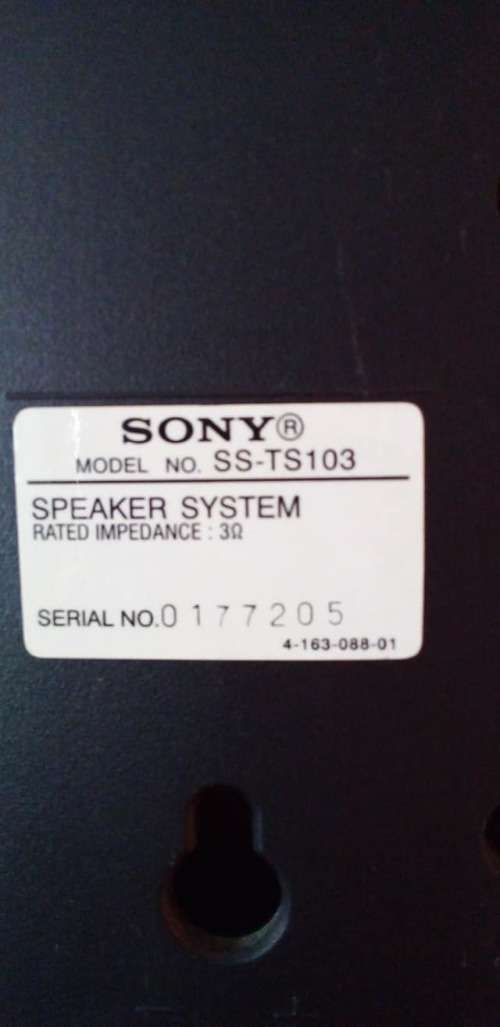 SONY®
MODEL NO. SS-TS103
SPEAKER SYSTEM
RATED IMPEDANCE : 3Ω
SERIAL NO.0177205
4-163-088-01